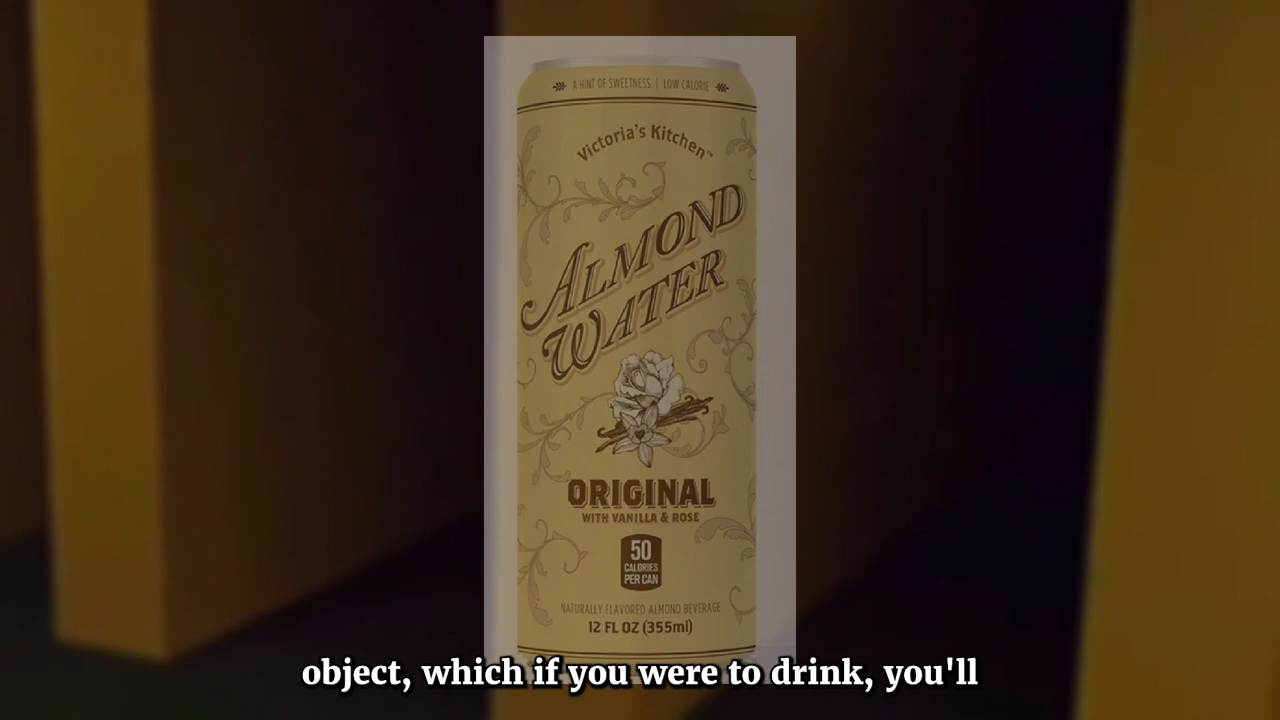 A HINT OF SWEETNESS | LOW CALORIE
Victoria's Kitchen™
ALMOND
WATER
ORIGINAL
WITH VANILLA & ROSE
50
CALORIES
PER CAN
NATURALLY FLAVORED ALMOND BEVERAGE
12 FL OZ (355ml)
object, which if you were to drink, you'll